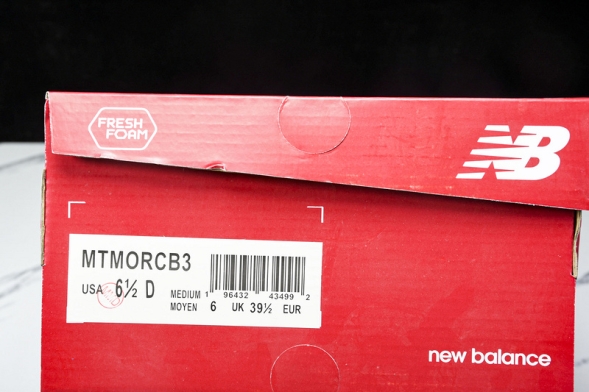 FRESH
FOAM
NB
MTMORCB3
USA 6½ D MEDIUM
MOYEN 6 UK 39½ EUR
1 96432 43499 2
new balance